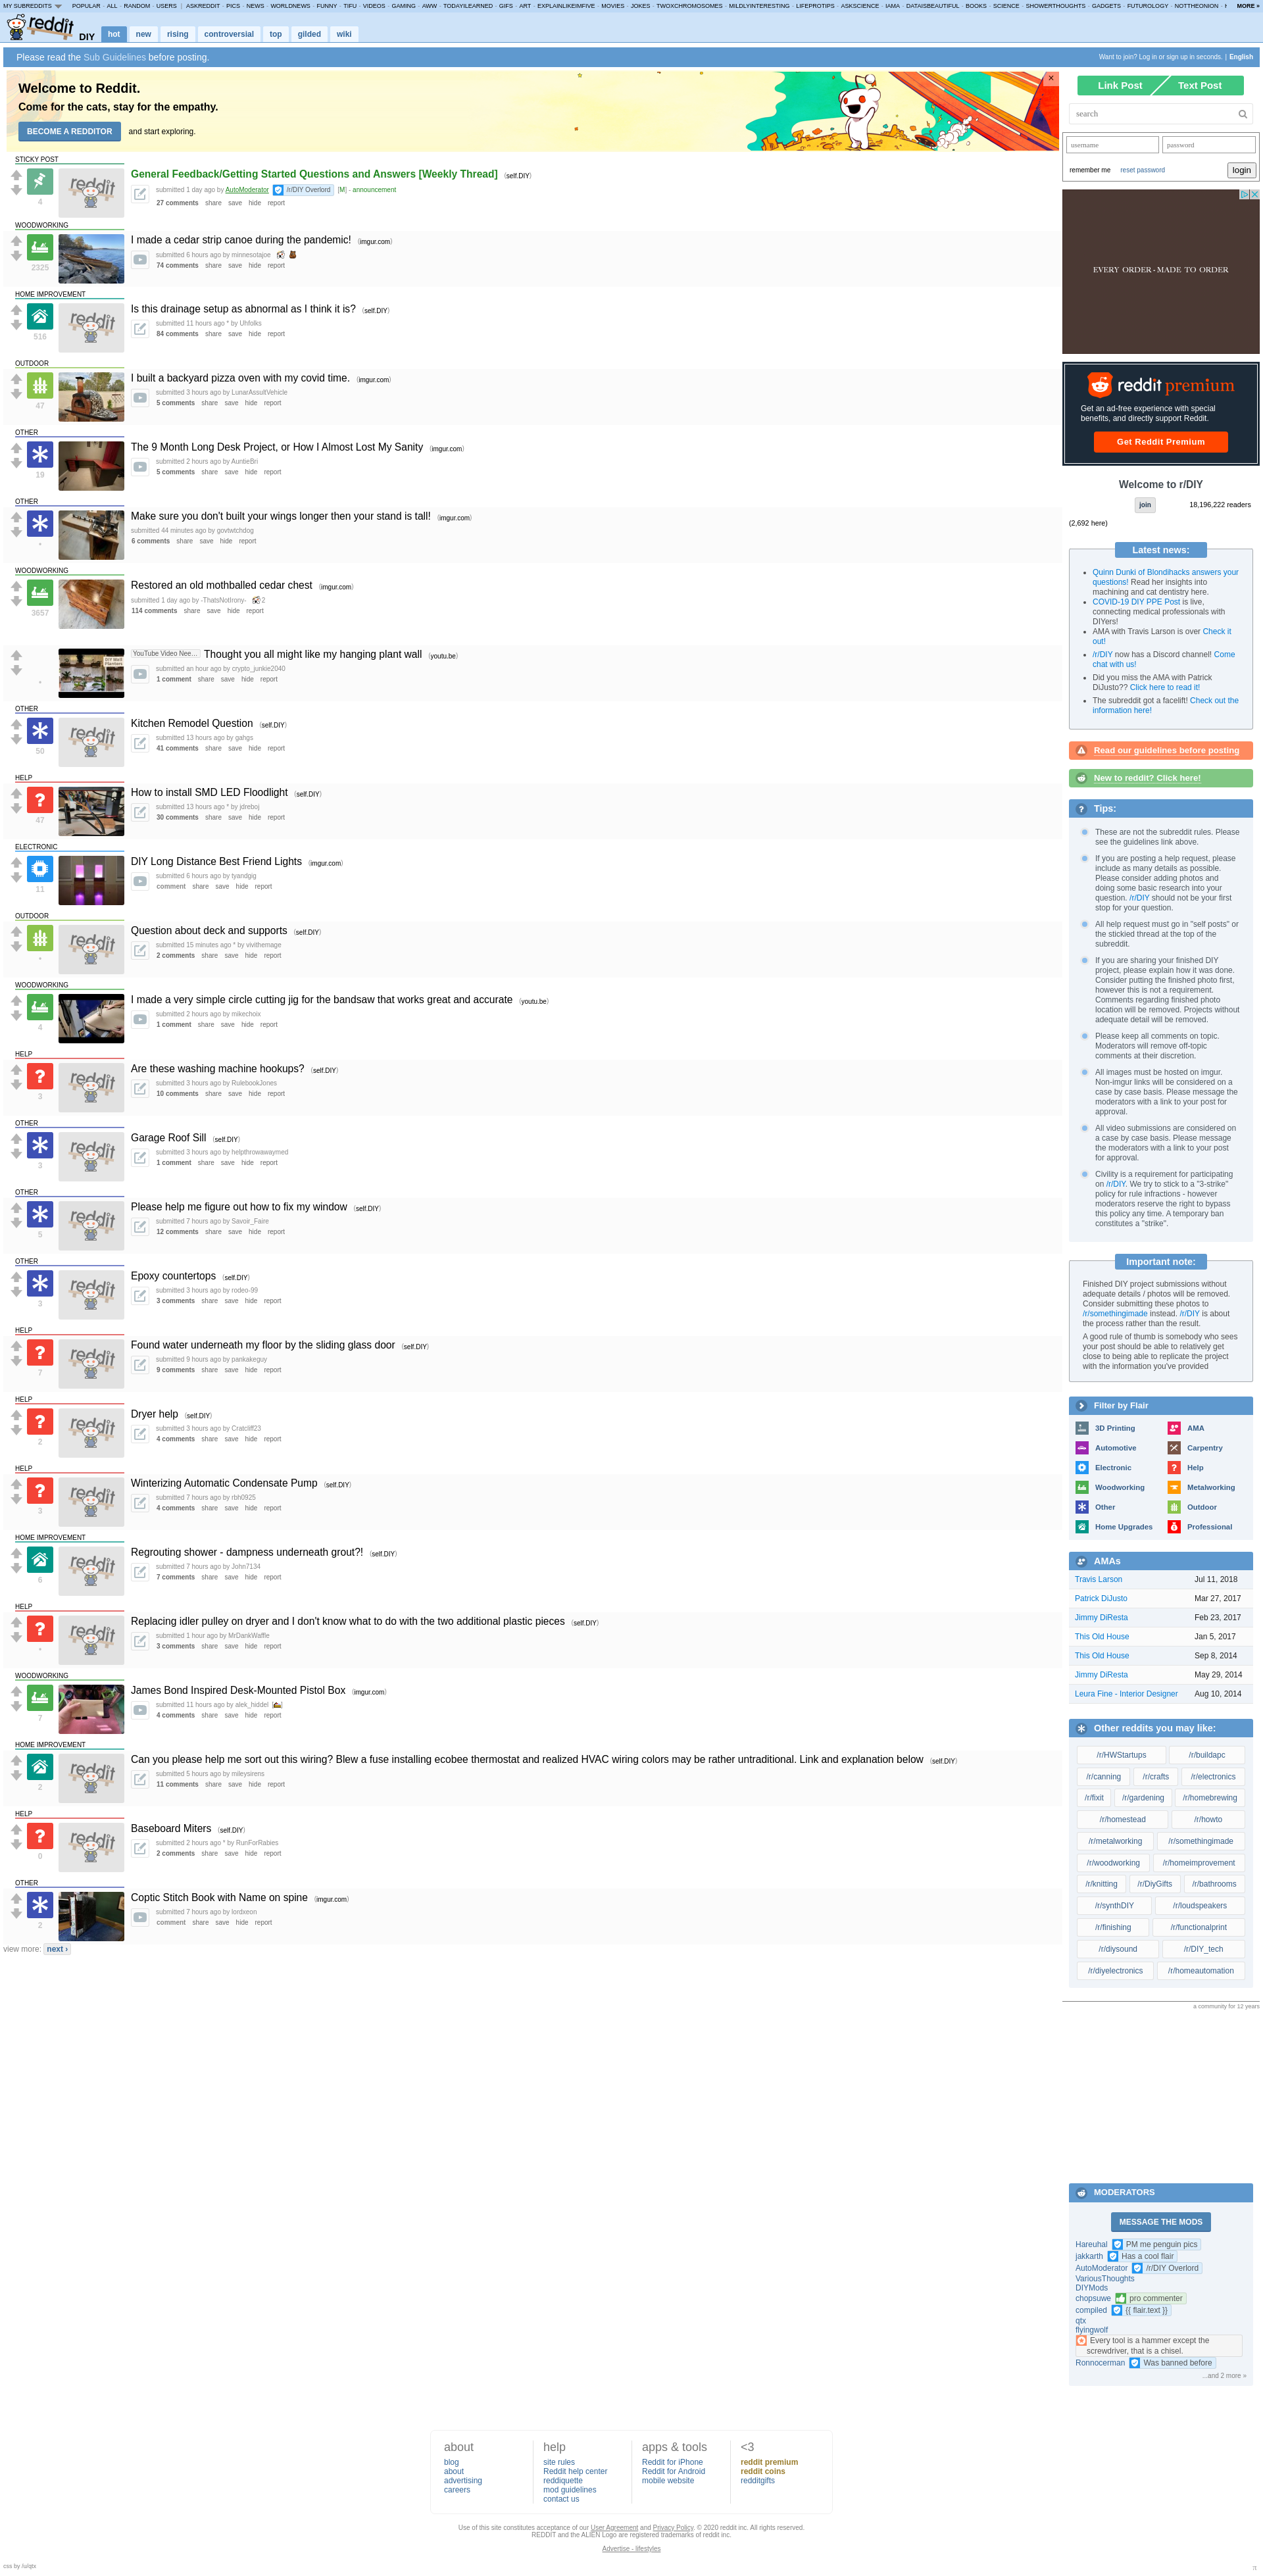 MY SUBREDDITS POPULAR - ALL - RANDOM - USERS | ASKREDDIT - PICS - NEWS - WORLDNEWS - FUNNY - TIFU - VIDEOS - GAMING - AWW - TODAYILEARNED - GIFS - ART - EXPLAINLIKEIMFIVE - MOVIES - JOKES - TWOXCHROMOSOMES - MILDLYINTERESTING - LIFEPROTIPS - ASKSCIENCE - IAMA - DATAISBEAUTIFUL - BOOKS - SCIENCE - SHOWERTHOUGHTS - GADGETS - FUTUROLOGY - NOTTHEONION MORE »
reddit DIY hot new rising controversial top gilded wiki
Please read the Sub Guidelines before posting.
Want to join? Log in or sign up in seconds. | English
Welcome to Reddit.
Come for the cats, stay for the empathy.
BECOME A REDDITOR and start exploring.
STICKY POST
General Feedback/Getting Started Questions and Answers [Weekly Thread] (self.DIY)
submitted 1 day ago by AutoModerator /r/DIY Overlord [M] - announcement
4
27 comments share save hide report
WOODWORKING
I made a cedar strip canoe during the pandemic! (imgur.com)
submitted 6 hours ago by minnesotajoe
2325
74 comments share save hide report
HOME IMPROVEMENT
Is this drainage setup as abnormal as I think it is? (self.DIY)
submitted 11 hours ago * by Uhfolks
516
84 comments share save hide report
OUTDOOR
I built a backyard pizza oven with my covid time. (imgur.com)
submitted 3 hours ago by LunarAssultVehicle
47
5 comments share save hide report
OTHER
The 9 Month Long Desk Project, or How I Almost Lost My Sanity (imgur.com)
submitted 2 hours ago by AuntieBri
19
5 comments share save hide report
OTHER
Make sure you don't built your wings longer then your stand is tall! (imgur.com)
submitted 44 minutes ago by govtwtchdog
•
6 comments share save hide report
WOODWORKING
Restored an old mothballed cedar chest (imgur.com)
submitted 1 day ago by -ThatsNotIrony- 2
3657
114 comments share save hide report
YouTube Video Nee… Thought you all might like my hanging plant wall (youtu.be)
submitted an hour ago by crypto_junkie2040
•
1 comment share save hide report
OTHER
Kitchen Remodel Question (self.DIY)
submitted 13 hours ago by gahgs
50
41 comments share save hide report
HELP
How to install SMD LED Floodlight (self.DIY)
submitted 13 hours ago * by jdreboj
47
30 comments share save hide report
ELECTRONIC
DIY Long Distance Best Friend Lights (imgur.com)
submitted 6 hours ago by tyandgig
11
comment share save hide report
OUTDOOR
Question about deck and supports (self.DIY)
submitted 15 minutes ago * by vivithemage
•
2 comments share save hide report
WOODWORKING
I made a very simple circle cutting jig for the bandsaw that works great and accurate (youtu.be)
submitted 2 hours ago by mikechoix
4
1 comment share save hide report
HELP
Are these washing machine hookups? (self.DIY)
submitted 3 hours ago by RulebookJones
3
10 comments share save hide report
OTHER
Garage Roof Sill (self.DIY)
submitted 3 hours ago by helpthrowawaymed
3
1 comment share save hide report
OTHER
Please help me figure out how to fix my window (self.DIY)
submitted 7 hours ago by Savoir_Faire
5
12 comments share save hide report
OTHER
Epoxy countertops (self.DIY)
submitted 3 hours ago by rodeo-99
3
3 comments share save hide report
HELP
Found water underneath my floor by the sliding glass door (self.DIY)
submitted 9 hours ago by pankakeguy
7
9 comments share save hide report
HELP
Dryer help (self.DIY)
submitted 3 hours ago by Cratcliff23
2
4 comments share save hide report
HELP
Winterizing Automatic Condensate Pump (self.DIY)
submitted 7 hours ago by rbh0925
3
4 comments share save hide report
HOME IMPROVEMENT
Regrouting shower - dampness underneath grout?! (self.DIY)
submitted 7 hours ago by John7134
6
7 comments share save hide report
HELP
Replacing idler pulley on dryer and I don't know what to do with the two additional plastic pieces (self.DIY)
submitted 1 hour ago by MrDankWaffle
•
3 comments share save hide report
WOODWORKING
James Bond Inspired Desk-Mounted Pistol Box (imgur.com)
submitted 11 hours ago by alek_hiddel
7
4 comments share save hide report
HOME IMPROVEMENT
Can you please help me sort out this wiring? Blew a fuse installing ecobee thermostat and realized HVAC wiring colors may be rather untraditional. Link and explanation below (self.DIY)
submitted 5 hours ago by mileysirens
2
11 comments share save hide report
HELP
Baseboard Miters (self.DIY)
submitted 2 hours ago * by RunForRabies
0
2 comments share save hide report
OTHER
Coptic Stitch Book with Name on spine (imgur.com)
submitted 7 hours ago by lordxeon
2
comment share save hide report
view more: next ›
Link Post Text Post
search
username password
remember me reset password login
EVERY ORDER - MADE TO ORDER
reddit premium
Get an ad-free experience with special
benefits, and directly support Reddit.
Get Reddit Premium
Welcome to r/DIY
join 18,196,222 readers
(2,692 here)
Latest news:
Quinn Dunki of Blondihacks answers your
questions! Read her insights into
machining and cat dentistry here.
COVID-19 DIY PPE Post is live,
connecting medical professionals with
DIYers!
AMA with Travis Larson is over Check it
out!
/r/DIY now has a Discord channel! Come
chat with us!
Did you miss the AMA with Patrick
DiJusto?? Click here to read it!
The subreddit got a facelift! Check out the
information here!
Read our guidelines before posting
New to reddit? Click here!
Tips:
These are not the subreddit rules. Please
see the guidelines link above.
If you are posting a help request, please
include as many details as possible.
Please consider adding photos and
doing some basic research into your
question. /r/DIY should not be your first
stop for your question.
All help request must go in "self posts" or
the stickied thread at the top of the
subreddit.
If you are sharing your finished DIY
project, please explain how it was done.
Consider putting the finished photo first,
however this is not a requirement.
Comments regarding finished photo
location will be removed. Projects without
adequate detail will be removed.
Please keep all comments on topic.
Moderators will remove off-topic
comments at their discretion.
All images must be hosted on imgur.
Non-imgur links will be considered on a
case by case basis. Please message the
moderators with a link to your post for
approval.
All video submissions are considered on
a case by case basis. Please message
the moderators with a link to your post
for approval.
Civility is a requirement for participating
on /r/DIY. We try to stick to a "3-strike"
policy for rule infractions - however
moderators reserve the right to bypass
this policy any time. A temporary ban
constitutes a "strike".
Important note:
Finished DIY project submissions without
adequate details / photos will be removed.
Consider submitting these photos to
/r/somethingimade instead. /r/DIY is about
the process rather than the result.
A good rule of thumb is somebody who sees
your post should be able to relatively get
close to being able to replicate the project
with the information you've provided
Filter by Flair
3D Printing AMA
Automotive Carpentry
Electronic Help
Woodworking Metalworking
Other Outdoor
Home Upgrades Professional
AMAs
Travis Larson Jul 11, 2018
Patrick DiJusto Mar 27, 2017
Jimmy DiResta Feb 23, 2017
This Old House Jan 5, 2017
This Old House Sep 8, 2014
Jimmy DiResta May 29, 2014
Leura Fine - Interior Designer Aug 10, 2014
Other reddits you may like:
/r/HWStartups /r/buildapc
/r/canning /r/crafts /r/electronics
/r/fixit /r/gardening /r/homebrewing
/r/homestead /r/howto
/r/metalworking /r/somethingimade
/r/woodworking /r/homeimprovement
/r/knitting /r/DiyGifts /r/bathrooms
/r/synthDIY /r/loudspeakers
/r/finishing /r/functionalprint
/r/diysound /r/DIY_tech
/r/diyelectronics /r/homeautomation
a community for 12 years
MODERATORS
MESSAGE THE MODS
Hareuhal PM me penguin pics
jakkarth Has a cool flair
AutoModerator /r/DIY Overlord
VariousThoughts
DIYMods
chopsuwe pro commenter
compiled {{ flair.text }}
qtx
flyingwolf
Every tool is a hammer except the
screwdriver, that is a chisel.
Ronnocerman Was banned before
...and 2 more »
about help apps & tools <3
blog site rules Reddit for iPhone reddit premium
about Reddit help center Reddit for Android reddit coins
advertising reddiquette mobile website redditgifts
careers mod guidelines
contact us
Use of this site constitutes acceptance of our User Agreement and Privacy Policy. © 2020 reddit inc. All rights reserved.
REDDIT and the ALIEN Logo are registered trademarks of reddit inc.
Advertise - lifestyles
css by /u/qtx
π